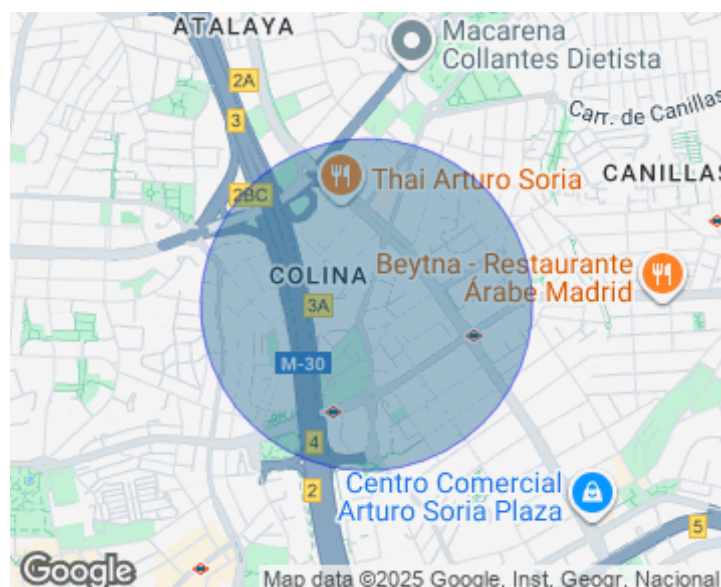 ATALAYA
Macarena
Collantes Dietista
2A
3
Carr. de Canillas
2BC
Thai Arturo Soria
CANILLAS
COLINA
Beytna - Restaurante
Árabe Madrid
3A
M-30
4
2
Centro Comercial
Arturo Soria Plaza
5
Google
Map data ©2025 Google, Inst. Geogr. Nacional